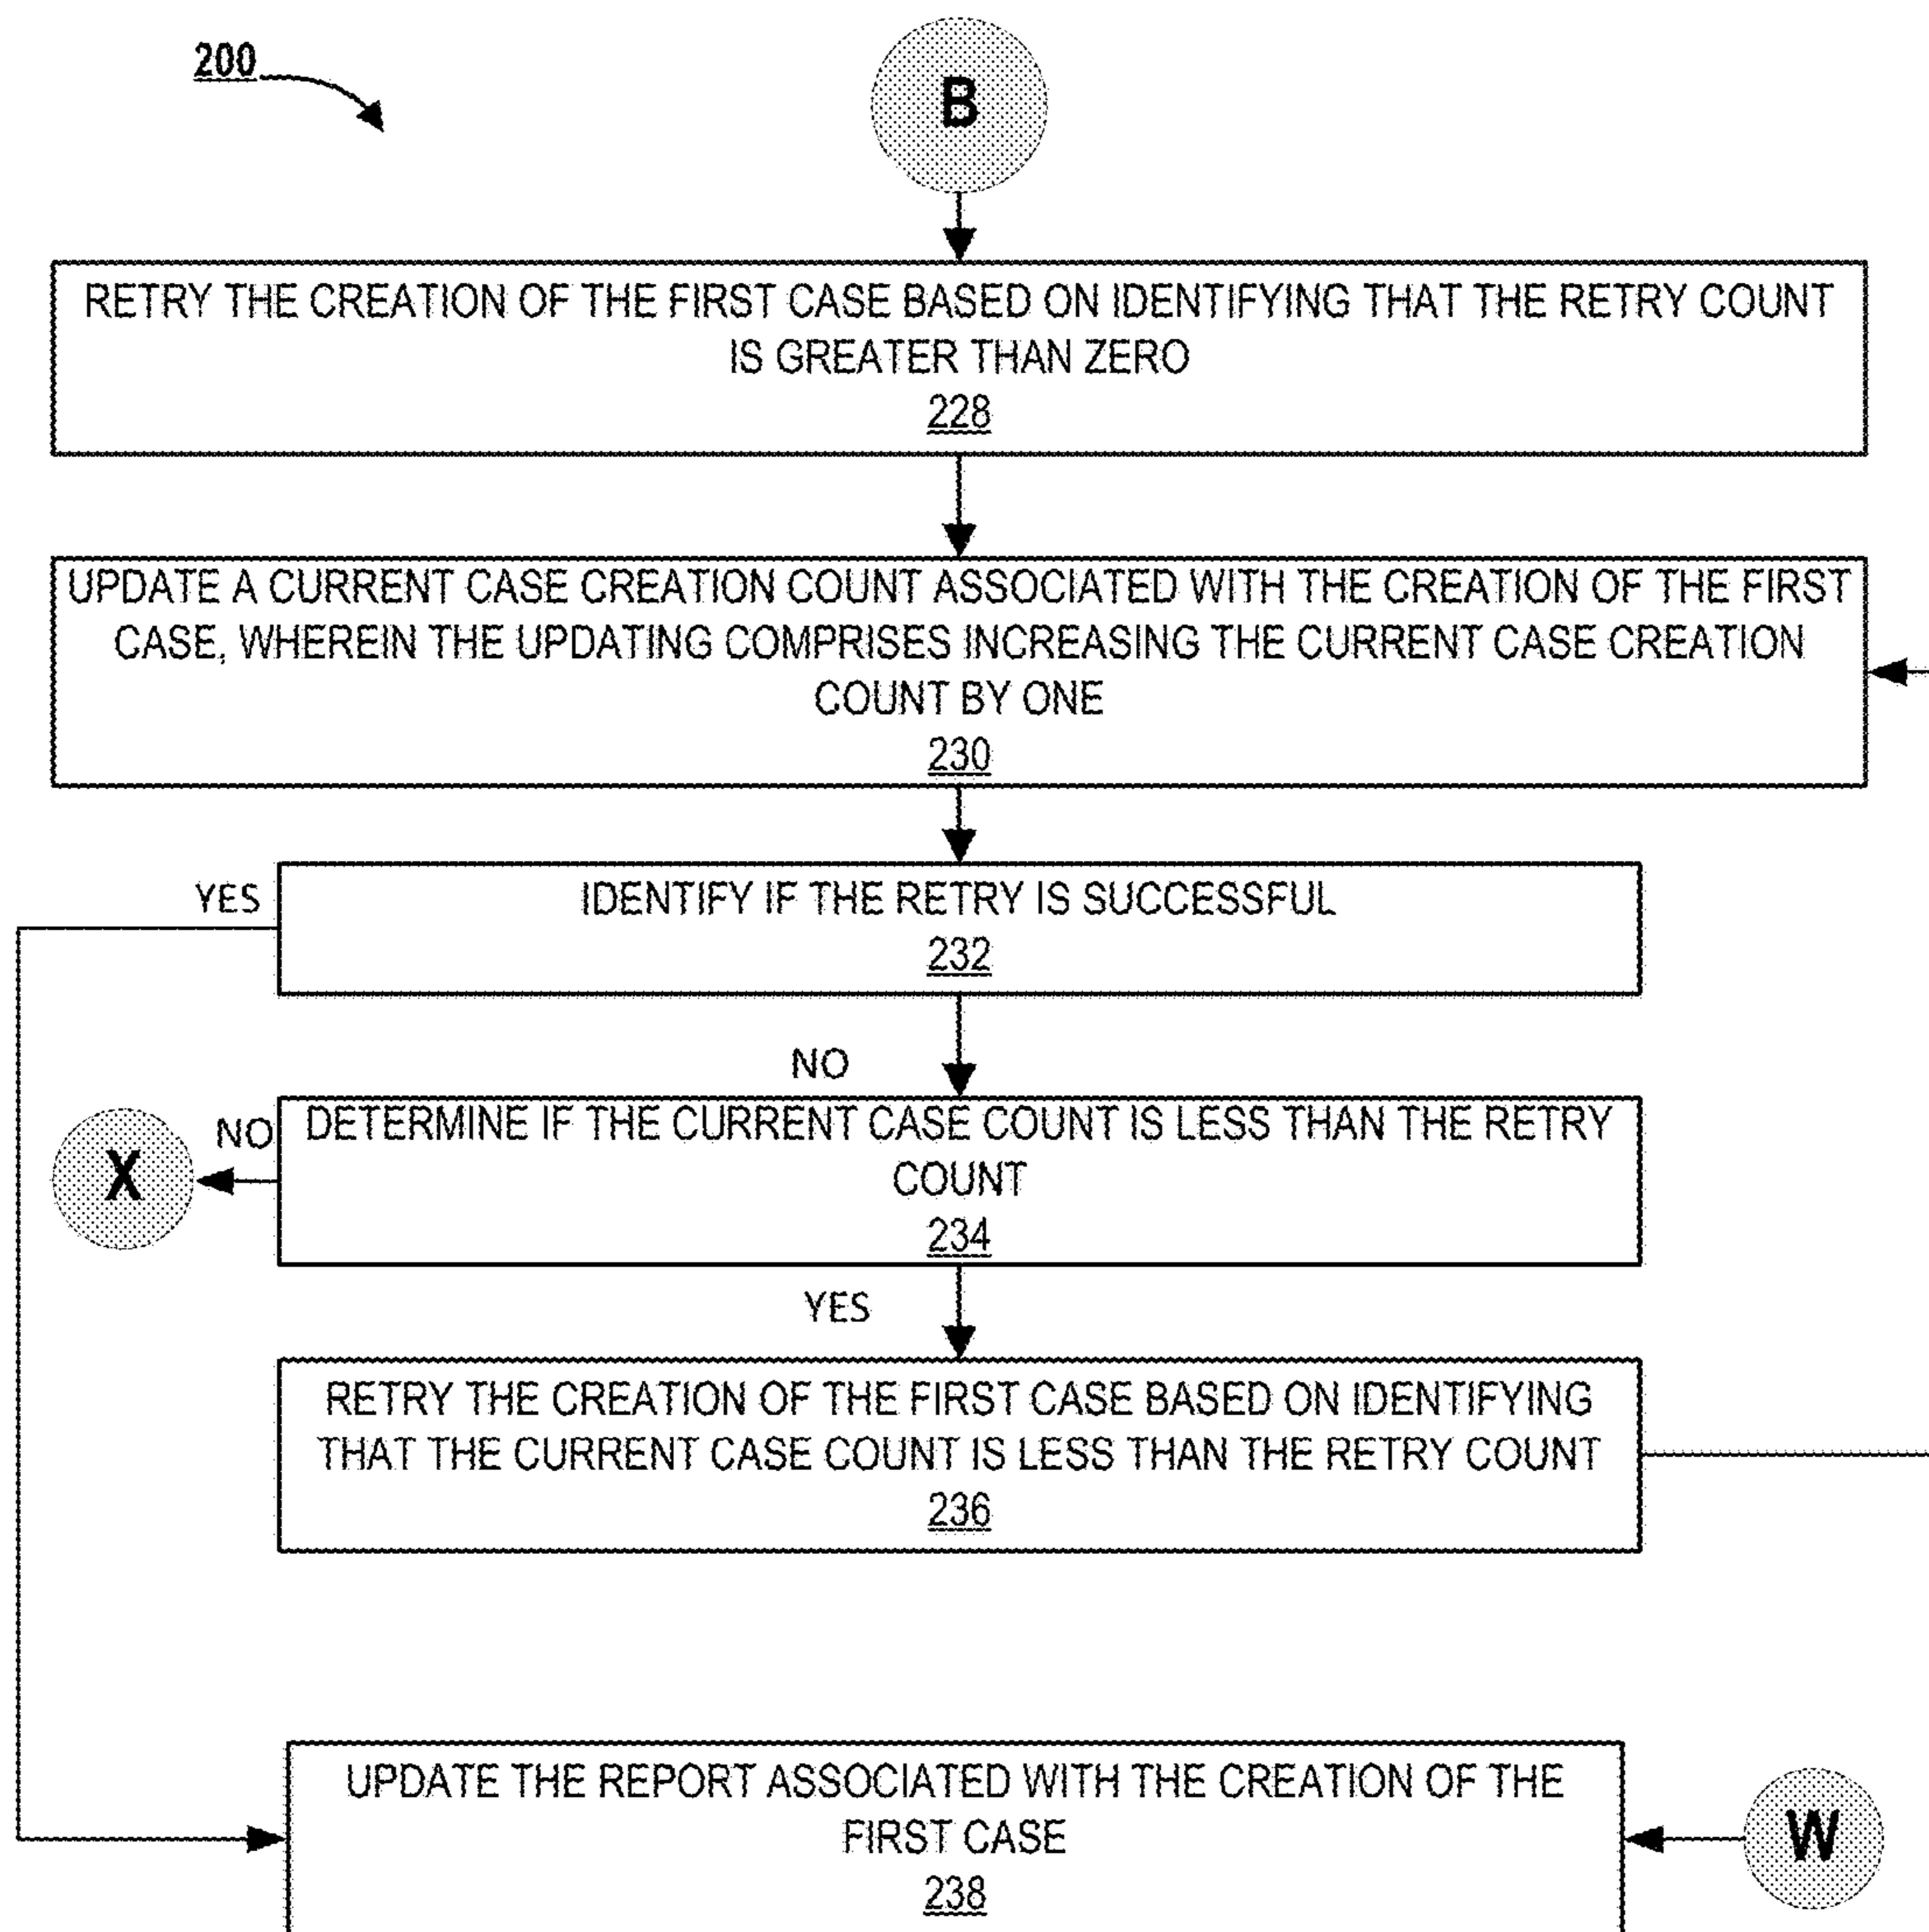 200
B
RETRY THE CREATION OF THE FIRST CASE BASED ON IDENTIFYING THAT THE RETRY COUNT
IS GREATER THAN ZERO
228
UPDATE A CURRENT CASE CREATION COUNT ASSOCIATED WITH THE CREATION OF THE FIRST
CASE, WHEREIN THE UPDATING COMPRISES INCREASING THE CURRENT CASE CREATION
COUNT BY ONE
230
YES
IDENTIFY IF THE RETRY IS SUCCESSFUL
232
NO
NO
X
DETERMINE IF THE CURRENT CASE COUNT IS LESS THAN THE RETRY
COUNT
234
YES
RETRY THE CREATION OF THE FIRST CASE BASED ON IDENTIFYING
THAT THE CURRENT CASE COUNT IS LESS THAN THE RETRY COUNT
236
UPDATE THE REPORT ASSOCIATED WITH THE CREATION OF THE
FIRST CASE
238
W